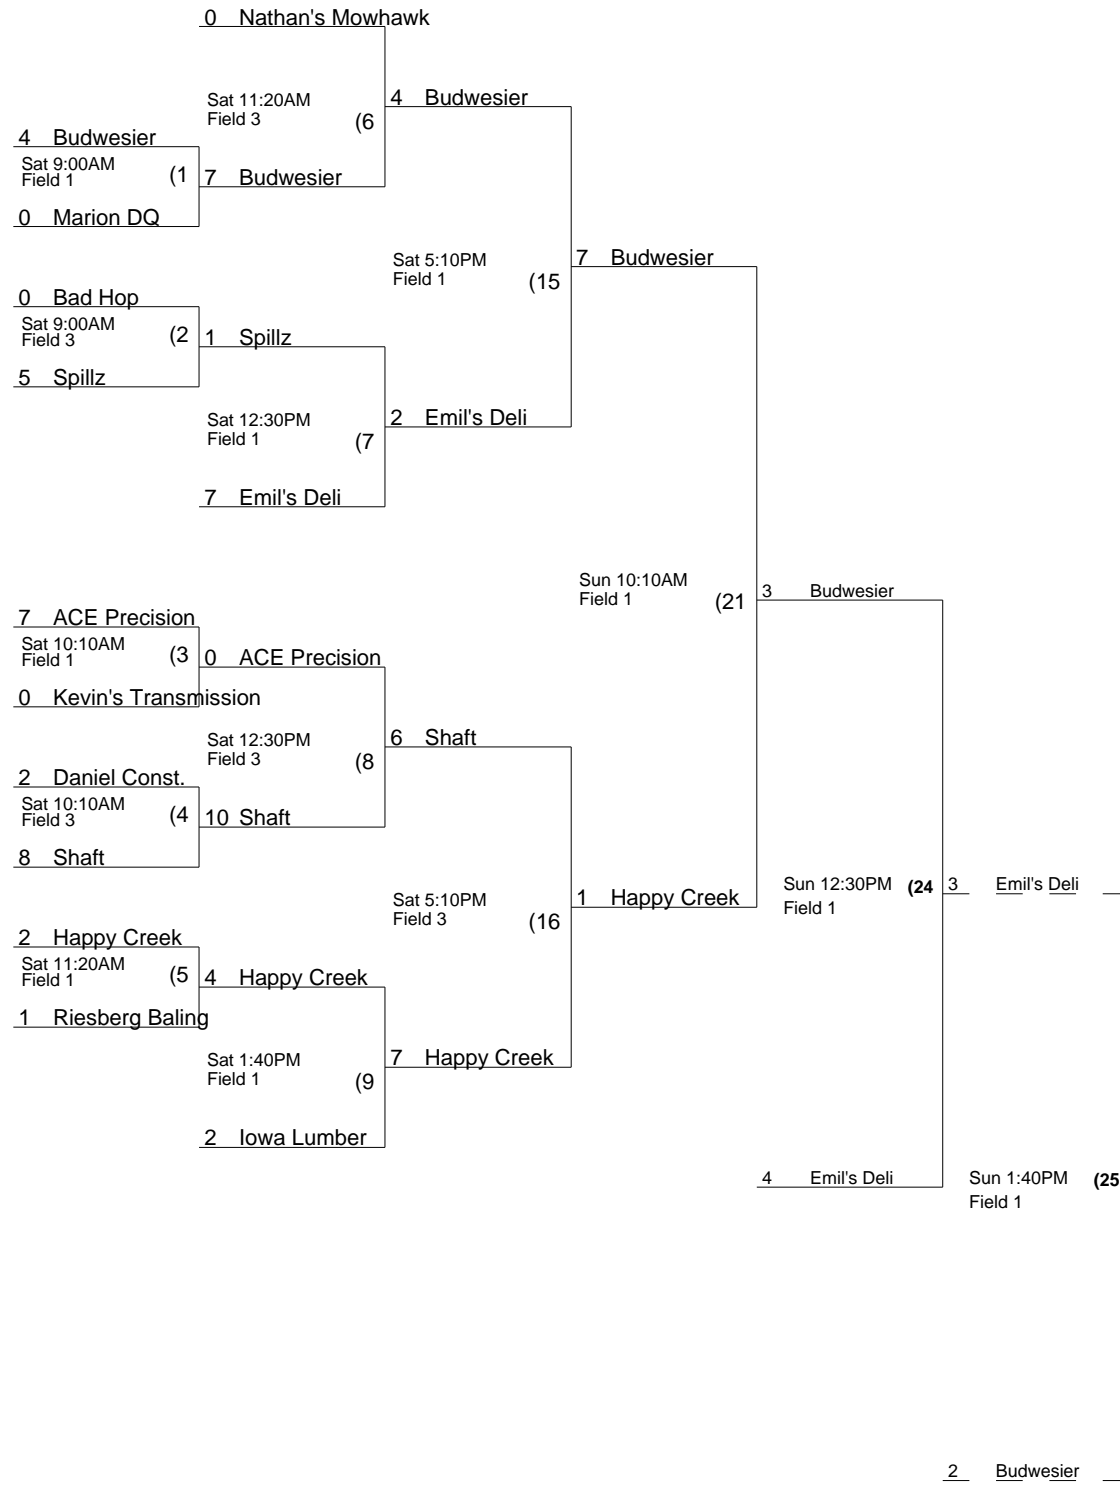 0 Nathan's Mowhawk
Sat 11:20AM
Field 3
(6
4 Budwesier
4 Budwesier
Sat 9:00AM
Field 1
(1
7 Budwesier
0 Marion DQ
Sat 5:10PM
Field 1
(15
7 Budwesier
0 Bad Hop
Sat 9:00AM
Field 3
(2
1 Spillz
5 Spillz
Sat 12:30PM
Field 1
(7
2 Emil's Deli
7 Emil's Deli
Sun 10:10AM
Field 1
(21
3 Budwesier
7 ACE Precision
Sat 10:10AM
Field 1
(3
0 ACE Precision
0 Kevin's Transmission
Sat 12:30PM
Field 3
(8
6 Shaft
2 Daniel Const.
Sat 10:10AM
Field 3
(4
10 Shaft
8 Shaft
Sat 5:10PM
Field 3
(16
1 Happy Creek
Sun 12:30PM
Field 1
(24
3 Emil's Deli
2 Happy Creek
Sat 11:20AM
Field 1
(5
4 Happy Creek
1 Riesberg Baling
Sat 1:40PM
Field 1
(9
7 Happy Creek
2 Iowa Lumber
4 Emil's Deli
Sun 1:40PM
Field 1
(25
2 Budwesier